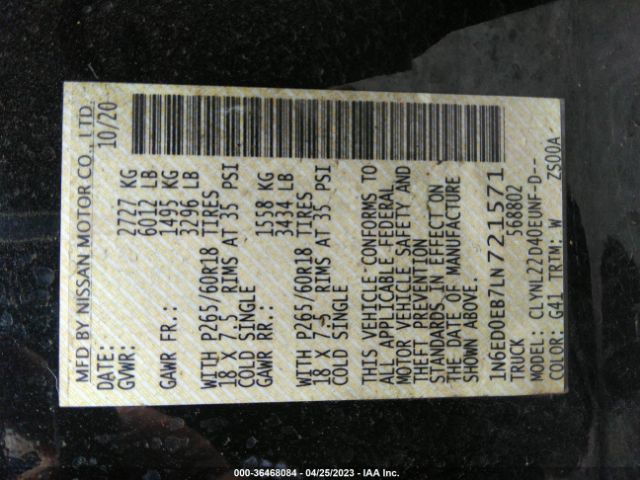 MFD BY NISSAN MOTOR CO., LTD.
DATE: 10/20
GVWR: 2727 KG
6012 LB
GAWR FR.: 1495 KG
3296 LB
WITH P265/60R18 TIRES
18 X 7.5 RIMS AT 35 PSI
COLD SINGLE
GAWR RR.: 1558 KG
3434 LB
WITH P265/60R18 TIRES
18 X 7.5 RIMS AT 35 PSI
COLD SINGLE
THIS VEHICLE CONFORMS TO
ALL APPLICABLE FEDERAL
MOTOR VEHICLE SAFETY AND
THEFT PREVENTION
STANDARDS IN EFFECT ON
THE DATE OF MANUFACTURE
SHOWN ABOVE.
1N6ED0EB7LN721571
TRUCK 568802
MODEL: CLYNL22D40EUNF-D--
COLOR: G41 TRIM: W ZS00A
000-36468084 - 04/25/2023 - IAA Inc.